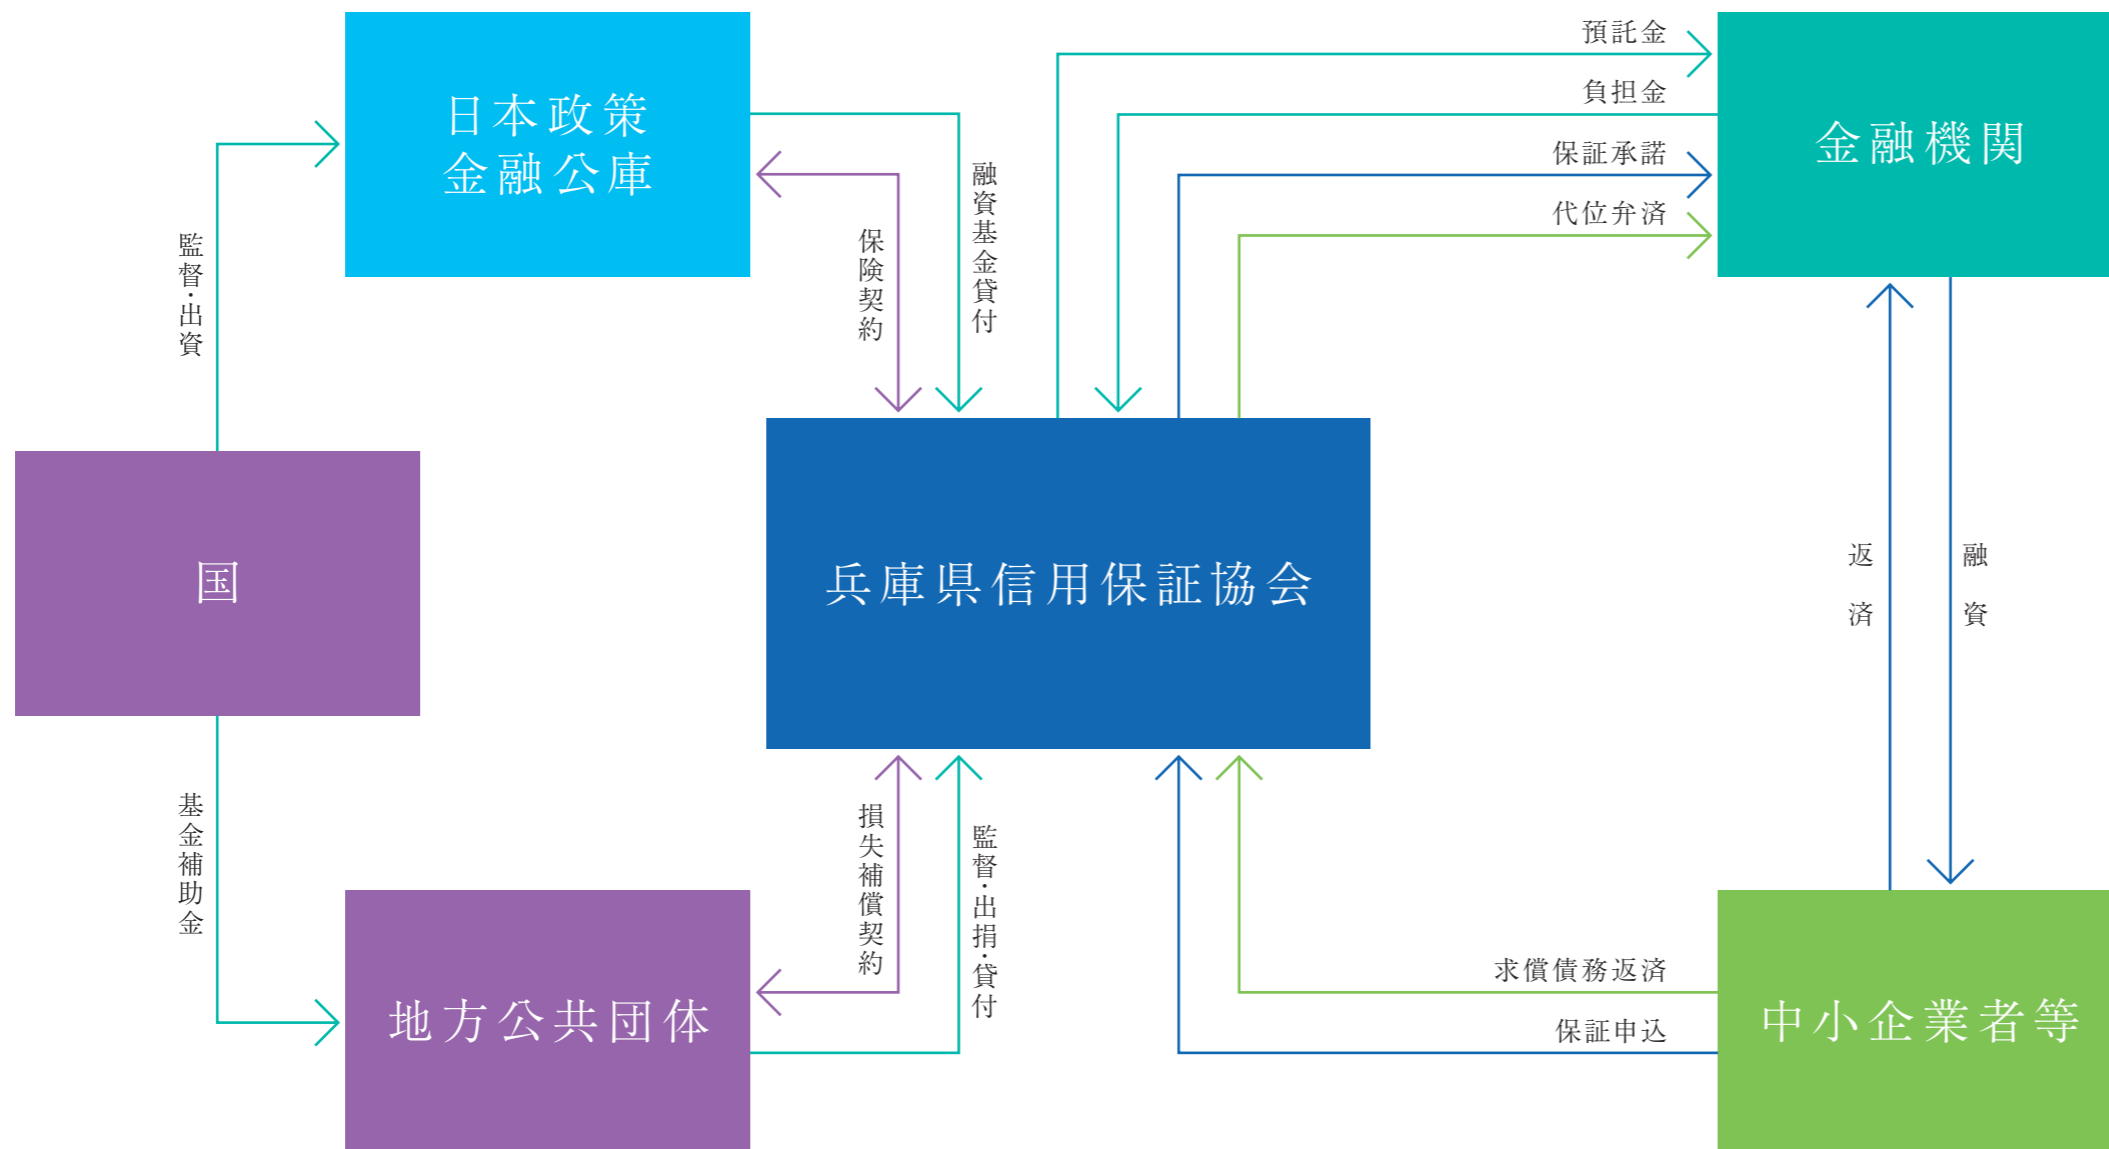 預託金
日本政策
金融公庫
負担金
金融機関
保証承諾
代位弁済
融資基金貸付
保険契約
監督・出資
国
兵庫県信用保証協会
返済
融資
基金補助金
損失補償契約
監督・出捐・貸付
求償債務返済
地方公共団体
中小企業者等
保証申込